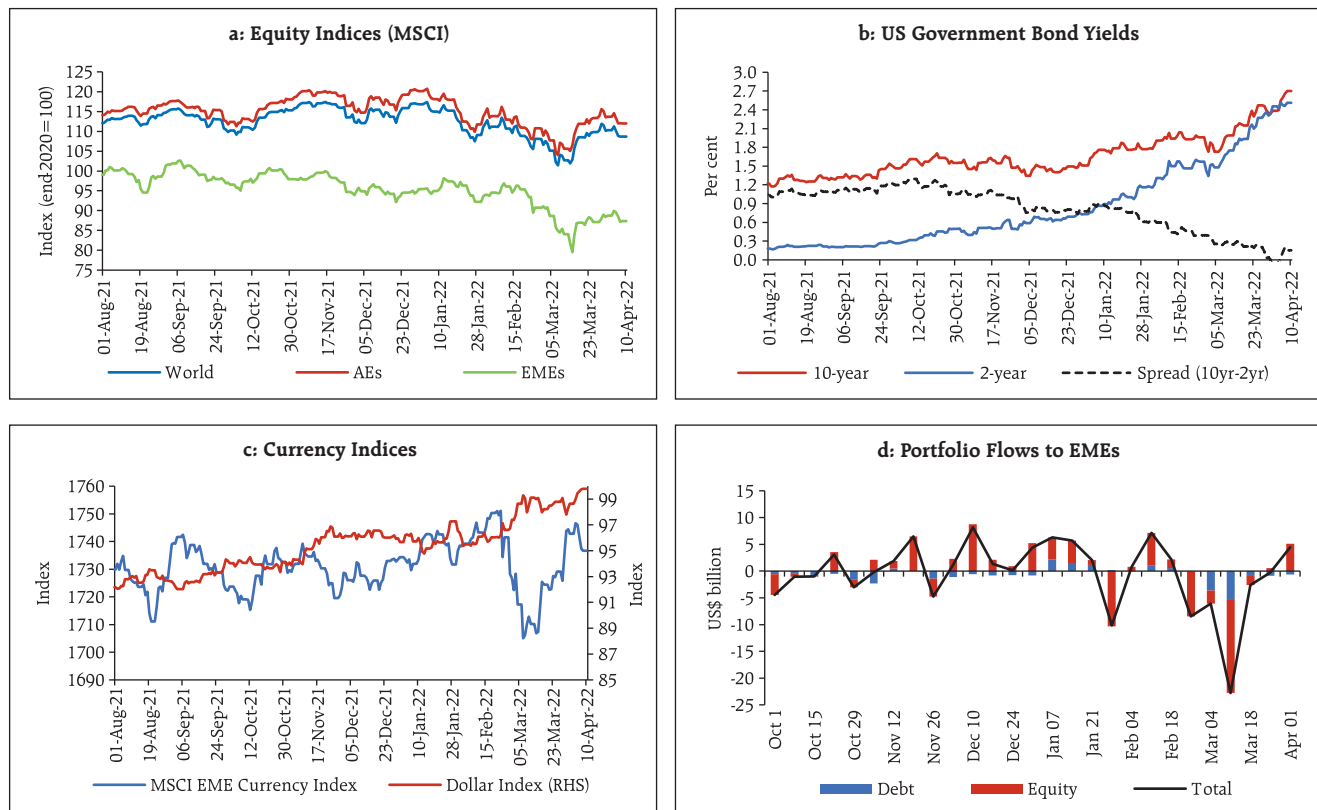 a: Equity Indices (MSCI)
Index (end2020=100)
125
120
115
110
105
100
95
90
85
80
75
01-Aug-21
19-Aug-21
06-Sep-21
24-Sep-21
12-Oct-21
30-Oct-21
17-Nov-21
05-Dec-21
23-Dec-21
10-Jan-22
28-Jan-22
15-Feb-22
05-Mar-22
23-Mar-22
10-Apr-22
World AEs EMEs
b: US Government Bond Yields
Per cent
3.0
2.7
2.4
2.1
1.8
1.5
1.2
0.9
0.6
0.3
0.0
01-Aug-21
19-Aug-21
06-Sep-21
24-Sep-21
12-Oct-21
30-Oct-21
17-Nov-21
05-Dec-21
23-Dec-21
10-Jan-22
28-Jan-22
15-Feb-22
05-Mar-22
23-Mar-22
10-Apr-22
10-year 2-year Spread (10yr-2yr)
c: Currency Indices
Index
1760
1750
1740
1730
1720
1710
1700
1690
99
97
95
93
91
89
87
85
Index
01-Aug-21
19-Aug-21
06-Sep-21
24-Sep-21
12-Oct-21
30-Oct-21
17-Nov-21
05-Dec-21
23-Dec-21
10-Jan-22
28-Jan-22
15-Feb-22
05-Mar-22
23-Mar-22
10-Apr-22
MSCI EME Currency Index Dollar Index (RHS)
d: Portfolio Flows to EMEs
US$ billion
15
10
5
0
-5
-10
-15
-20
-25
Oct 1
Oct 15
Oct 29
Nov 12
Nov 26
Dec 10
Dec 24
Jan 07
Jan 21
Feb 04
Feb 18
Mar 04
Mar 18
Apr 01
Debt Equity Total